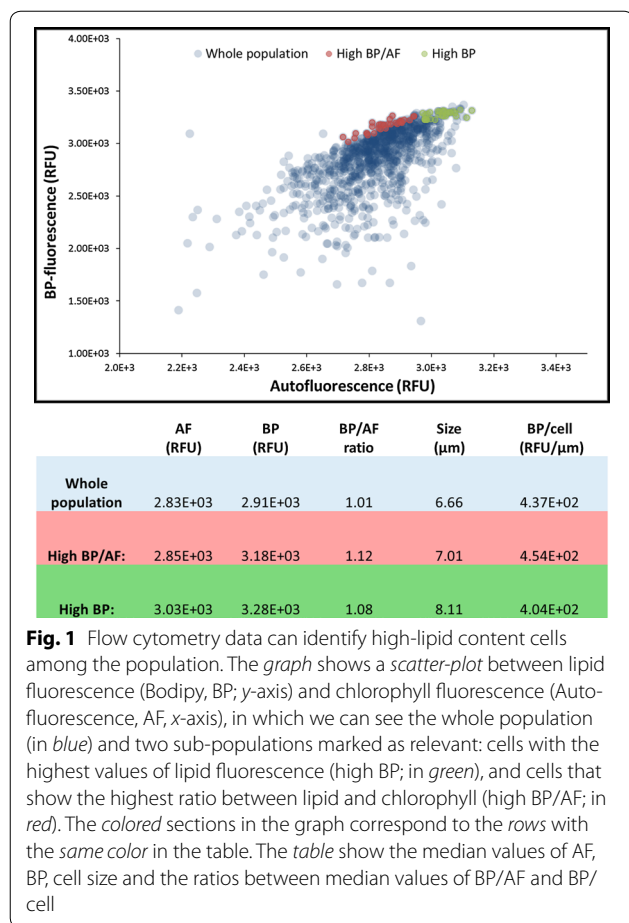 4.00E+03
Whole population High BP/AF High BP
3.50E+03
3.00E+03
2.50E+03
2.00E+03
1.50E+03
1.00E+03
BP-fluorescence (RFU)
2.0E+3 2.2E+3 2.4E+3 2.6E+3 2.8E+3 3.0E+3 3.2E+3 3.4E+3
Autofluorescence (RFU)
AF BP BP/AF Size BP/cell
(RFU) (RFU) ratio (µm) (RFU/µm)
Whole
population 2.83E+03 2.91E+03 1.01 6.66 4.37E+02
High BP/AF: 2.85E+03 3.18E+03 1.12 7.01 4.54E+02
High BP: 3.03E+03 3.28E+03 1.08 8.11 4.04E+02
Fig. 1 Flow cytometry data can identify high-lipid content cells
among the population. The graph shows a scatter-plot between lipid
fluorescence (Bodipy, BP; y-axis) and chlorophyll fluorescence (Auto-
fluorescence, AF, x-axis), in which we can see the whole population
(in blue) and two sub-populations marked as relevant: cells with the
highest values of lipid fluorescence (high BP; in green), and cells that
show the highest ratio between lipid and chlorophyll (high BP/AF; in
red). The colored sections in the graph correspond to the rows with
the same color in the table. The table show the median values of AF,
BP, cell size and the ratios between median values of BP/AF and BP/
cell